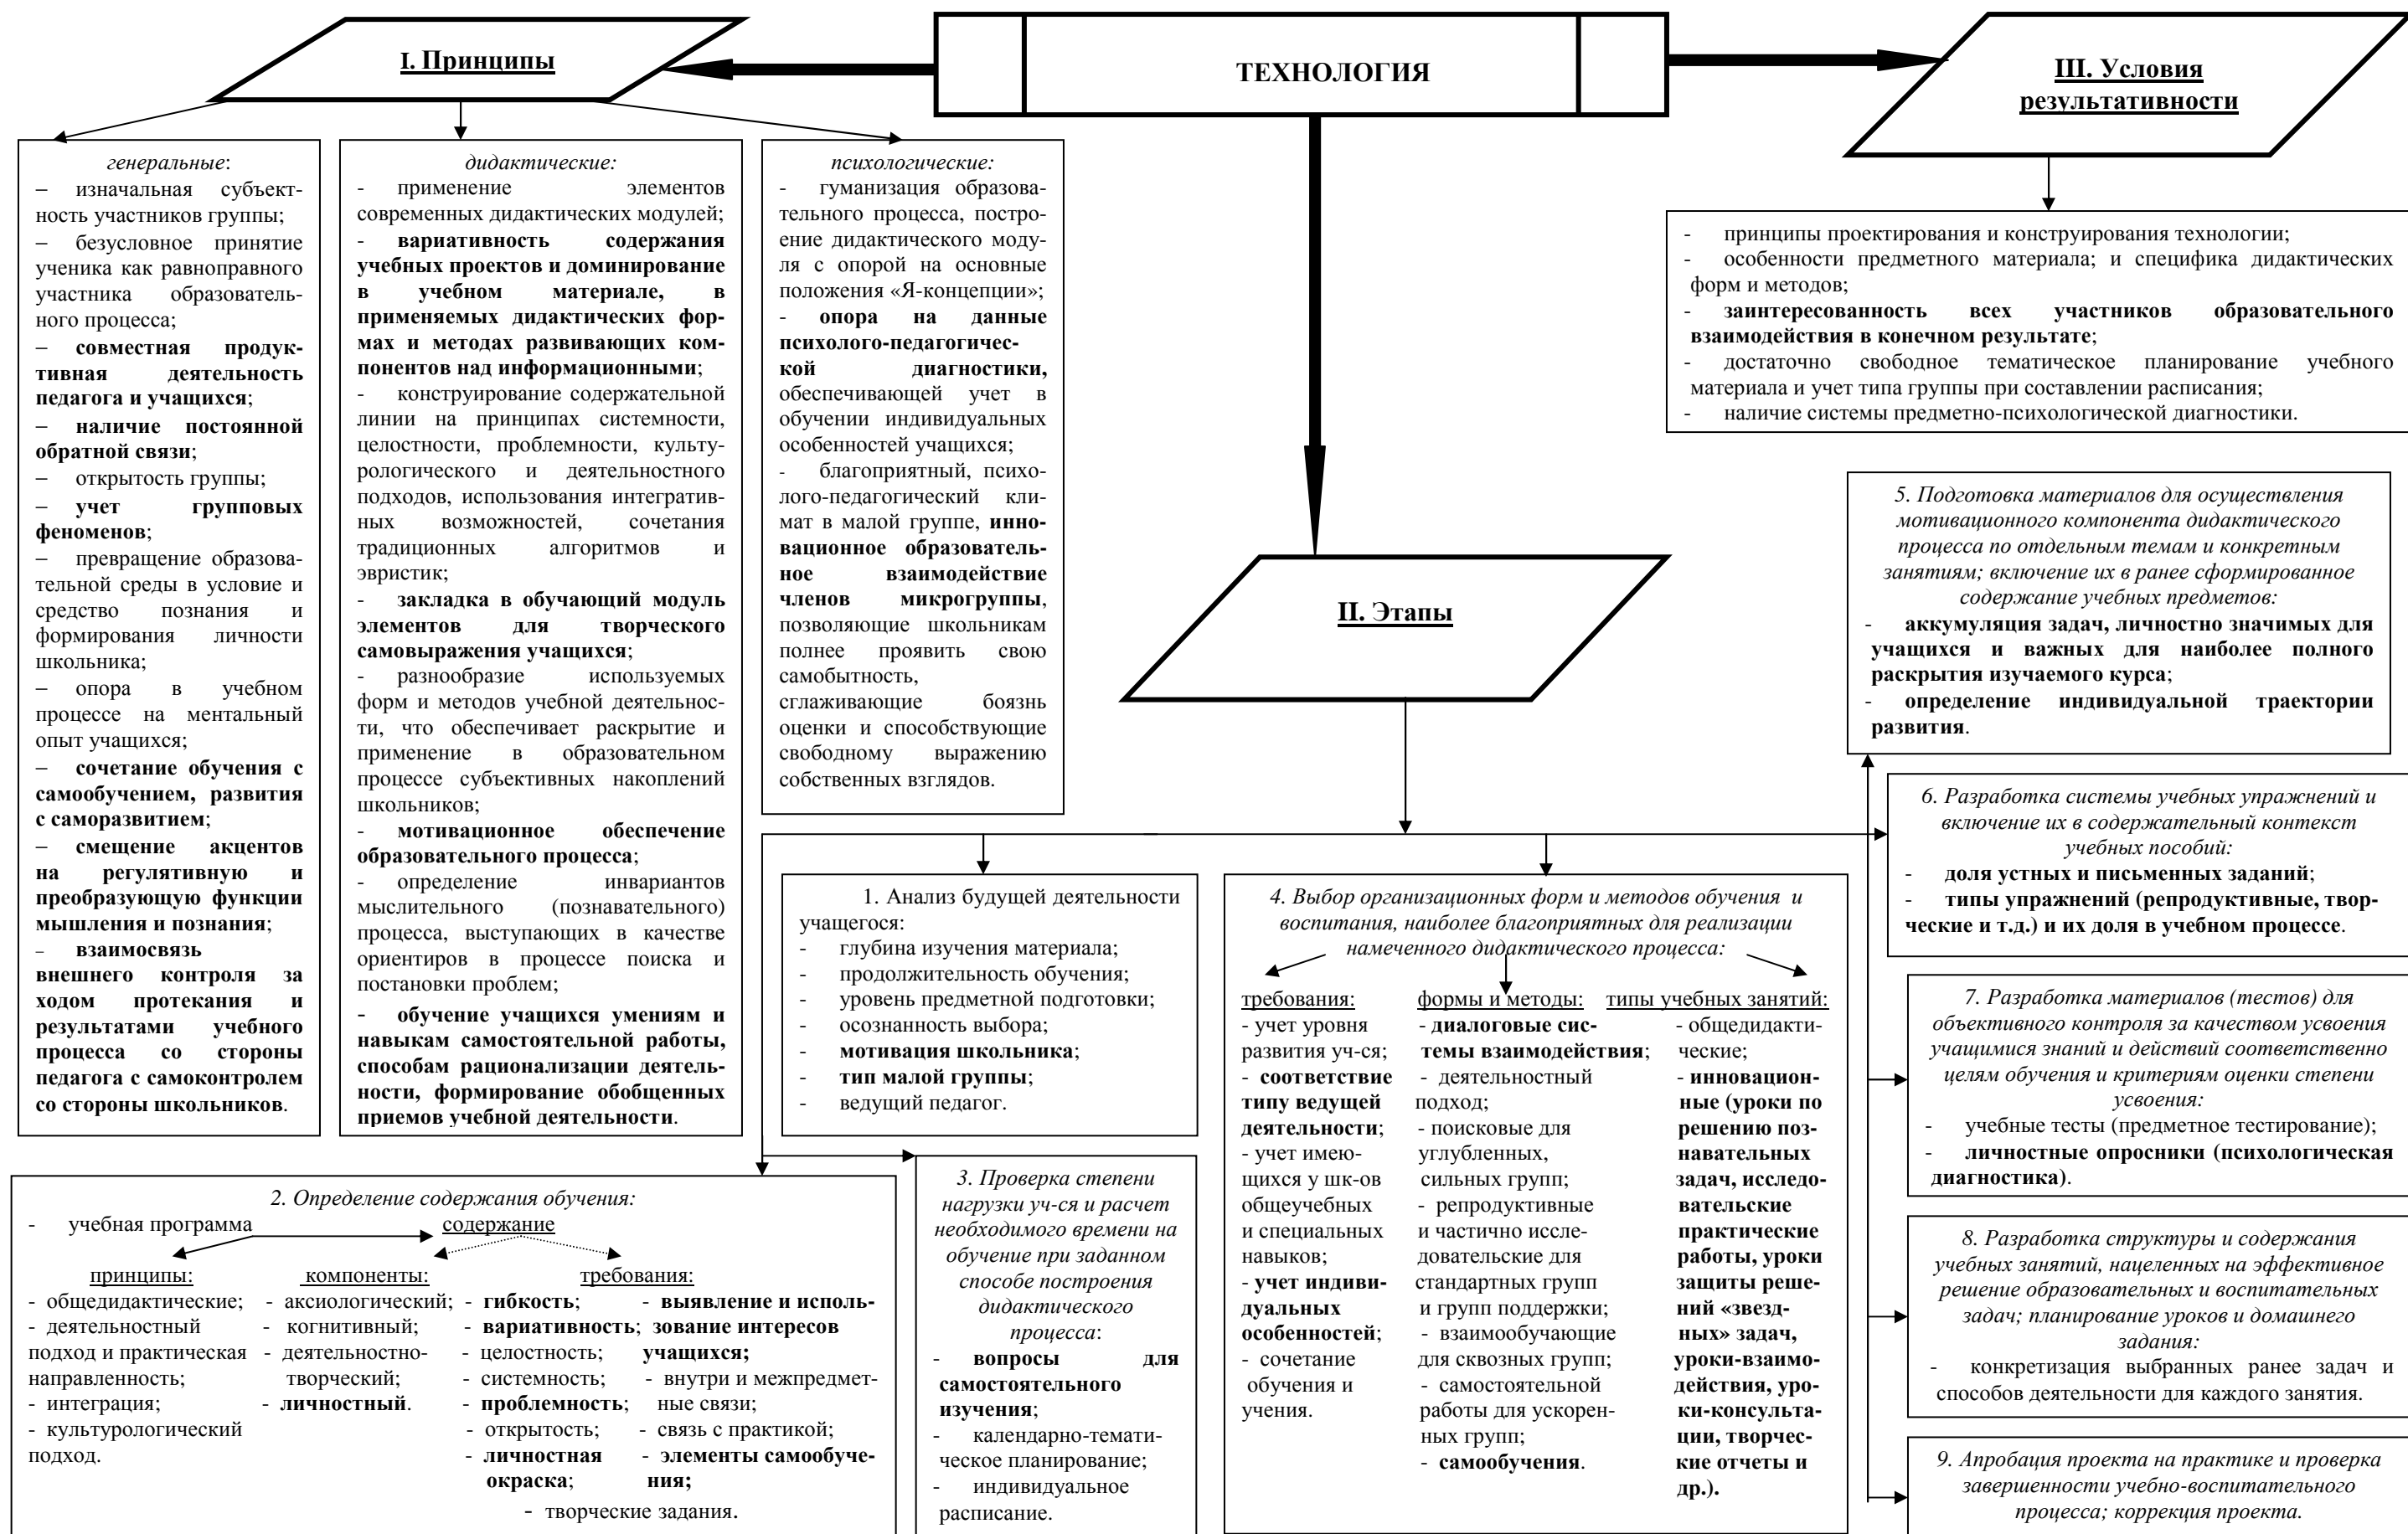 ТЕХНОЛОГИЯ
I. Принципы
генеральные:
– изначальная субъект-
ность участников группы;
– безусловное принятие
ученика как равноправного
участника образователь-
ного процесса;
– совместная продук-
тивная деятельность
педагога и учащихся;
– наличие постоянной
обратной связи;
– открытость группы;
– учет групповых
феноменов;
– превращение образова-
тельной среды в условие и
средство познания и
формирования личности
школьника;
– опора в учебном
процессе на ментальный
опыт учащихся;
– сочетание обучения с
самообучением, развития
с саморазвитием;
– смещение акцентов
на регулятивную и
преобразующую функции
мышления и познания;
– взаимосвязь
внешнего контроля за
ходом протекания и
результатами учебного
процесса со стороны
педагога с самоконтролем
со стороны школьников.
дидактические:
- применение элементов
современных дидактических модулей;
- вариативность содержания
учебных проектов и доминирование
в учебном материале, в
применяемых дидактических фор-
мах и методах развивающих ком-
понентов над информационными;
- конструирование содержательной
линии на принципах системности,
целостности, проблемности, культу-
рологического и деятельностного
подходов, использования интегратив-
ных возможностей, сочетания
традиционных алгоритмов и
эвристик;
- закладка в обучающий модуль
элементов для творческого
самовыражения учащихся;
- разнообразие используемых
форм и методов учебной деятельнос-
ти, что обеспечивает раскрытие и
применение в образовательном
процессе субъективных накоплений
школьников;
- мотивационное обеспечение
образовательного процесса;
- определение инвариантов
мыслительного (познавательного)
процесса, выступающих в качестве
ориентиров в процессе поиска и
постановки проблем;
- обучение учащихся умениям и
навыкам самостоятельной работы,
способам рационализации деятель-
ности, формирование обобщенных
приемов учебной деятельности.
психологические:
- гуманизация образова-
тельного процесса, постро-
ение дидактического моду-
ля с опорой на основные
положения «Я-концепции»;
- опора на данные
психолого-педагогичес-
кой диагностики,
обеспечивающей учет в
обучении индивидуальных
особенностей учащихся;
- благоприятный, психо-
лого-педагогический кли-
мат в малой группе, инно-
вационное образователь-
ное взаимодействие
членов микрогруппы,
позволяющие школьникам
полнее проявить свою
самобытность,
сглаживающие боязнь
оценки и способствующие
свободному выражению
собственных взглядов.
II. Этапы
1. Анализ будущей деятельности
учащегося:
- глубина изучения материала;
- продолжительность обучения;
- уровень предметной подготовки;
- осознанность выбора;
- мотивация школьника;
- тип малой группы;
- ведущий педагог.
2. Определение содержания обучения:
- учебная программа
содержание
принципы:
- общедидактические;
- деятельностный
подход и практическая
направленность;
- интеграция;
- культурологический
подход.
компоненты:
- аксиологический;
- когнитивный;
- деятельностно-
творческий;
- личностный.
требования:
- гибкость;
- вариативность;
- целостность;
- системность;
- проблемность;
- открытость;
- личностная
окраска;
- выявление и исполь-
зование интересов
учащихся;
- внутри и межпредмет-
ные связи;
- связь с практикой;
- элементы самообуче-
ния;
- творческие задания.
3. Проверка степени
нагрузки уч-ся и расчет
необходимого времени на
обучение при заданном
способе построения
дидактического
процесса:
- вопросы для
самостоятельного
изучения;
- календарно-темати-
ческое планирование;
- индивидуальное
расписание.
4. Выбор организационных форм и методов обучения и
воспитания, наиболее благоприятных для реализации
намеченного дидактического процесса:
требования:
- учет уровня
развития уч-ся;
- соответствие
типу ведущей
деятельности;
- учет имею-
щихся у шк-ов
общеучебных
и специальных
навыков;
- учет индиви-
дуальных
особенностей;
- сочетание
обучения и
учения.
формы и методы:
- диалоговые сис-
темы взаимодействия;
- деятельностный
подход;
- поисковые для
углубленных,
сильных групп;
- репродуктивные
и частично иссле-
довательские для
стандартных групп
и групп поддержки;
- взаимообучающие
для сквозных групп;
- самостоятельной
работы для ускорен-
ных групп;
- самообучения.
типы учебных занятий:
- общедидакти-
ческие;
- инновацион-
ные (уроки по
решению поз-
навательных
задач, исследо-
вательские
практические
работы, уроки
защиты реше-
ний «звезд-
ных» задач,
уроки-взаимо-
действия, уро-
ки-консульта-
ции, творчес-
кие отчеты и
др.).
III. Условия
результативности
- принципы проектирования и конструирования технологии;
- особенности предметного материала; и специфика дидактических
форм и методов;
- заинтересованность всех участников образовательного
взаимодействия в конечном результате;
- достаточно свободное тематическое планирование учебного
материала и учет типа группы при составлении расписания;
- наличие системы предметно-психологической диагностики.
5. Подготовка материалов для осуществления
мотивационного компонента дидактического
процесса по отдельным темам и конкретным
занятиям; включение их в ранее сформированное
содержание учебных предметов:
- аккумуляция задач, личностно значимых для
учащихся и важных для наиболее полного
раскрытия изучаемого курса;
- определение индивидуальной траектории
развития.
6. Разработка системы учебных упражнений и
включение их в содержательный контекст
учебных пособий:
- доля устных и письменных заданий;
- типы упражнений (репродуктивные, твор-
ческие и т.д.) и их доля в учебном процессе.
7. Разработка материалов (тестов) для
объективного контроля за качеством усвоения
учащимися знаний и действий соответственно
целям обучения и критериям оценки степени
усвоения:
- учебные тесты (предметное тестирование);
- личностные опросники (психологическая
диагностика).
8. Разработка структуры и содержания
учебных занятий, нацеленных на эффективное
решение образовательных и воспитательных
задач; планирование уроков и домашнего
задания:
- конкретизация выбранных ранее задач и
способов деятельности для каждого занятия.
9. Апробация проекта на практике и проверка
завершенности учебно-воспитательного
процесса; коррекция проекта.